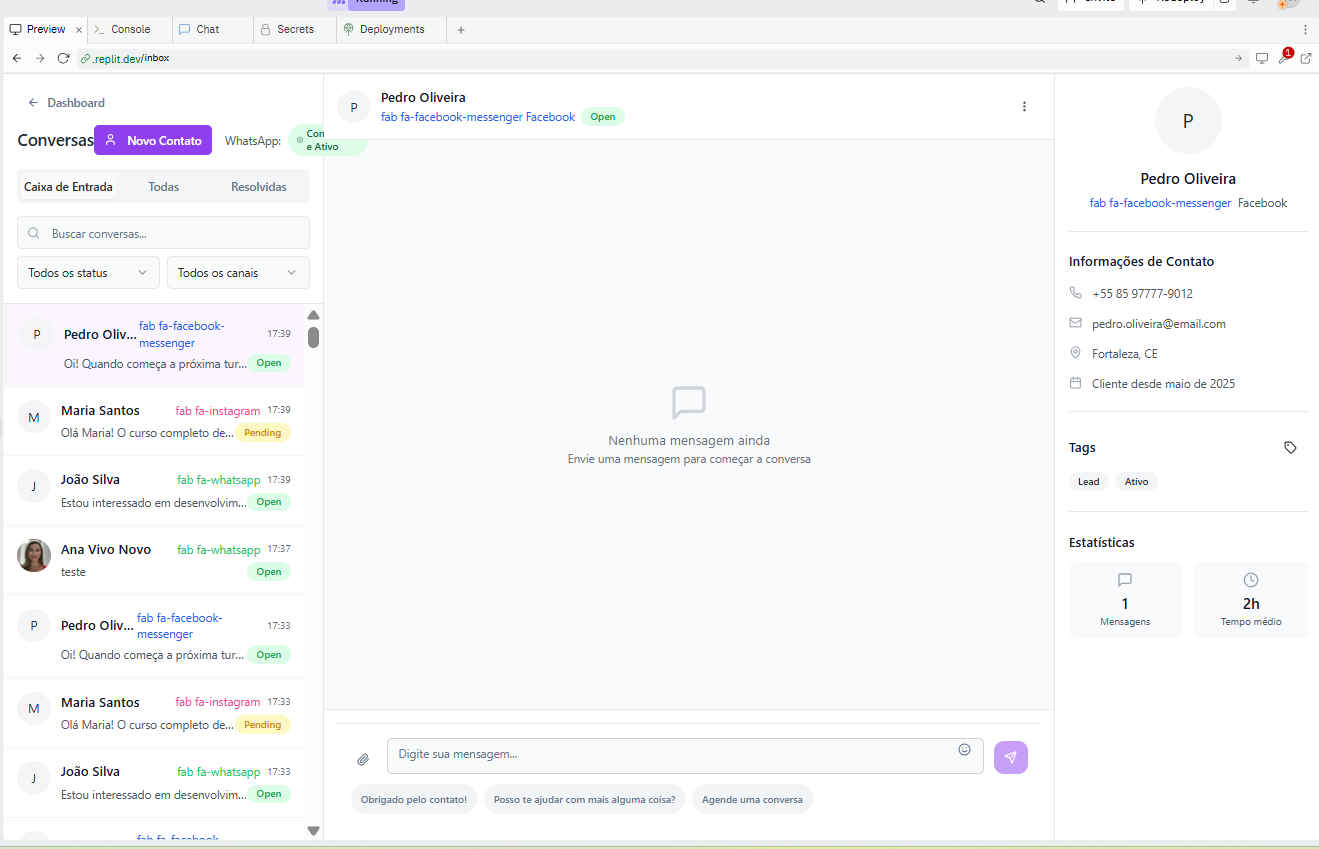 Running
Invite
Redeploy
Preview
Console
Chat
Secrets
Deployments
.replit.dev/inbox
1
Dashboard
Conversas
Novo Contato
WhatsApp:
Con
e Ativo
Caixa de Entrada
Todas
Resolvidas
Buscar conversas...
Todos os status
Todos os canais
P
Pedro Oliv...
fab fa-facebook-
messenger
17:39
Oi! Quando começa a próxima tur...
Open
M
Maria Santos
fab fa-instagram
17:39
Olá Maria! O curso completo de...
Pending
J
João Silva
fab fa-whatsapp
17:39
Estou interessado em desenvolvim...
Open
Ana Vivo Novo
fab fa-whatsapp
17:37
teste
Open
P
Pedro Oliv...
fab fa-facebook-
messenger
17:33
Oi! Quando começa a próxima tur...
Open
M
Maria Santos
fab fa-instagram
17:33
Olá Maria! O curso completo de...
Pending
J
João Silva
fab fa-whatsapp
17:33
Estou interessado em desenvolvim...
Open
fab fa-facebook-
P
Pedro Oliveira
fab fa-facebook-messenger Facebook
Open
Nenhuma mensagem ainda
Envie uma mensagem para começar a conversa
Digite sua mensagem...
Obrigado pelo contato!
Posso te ajudar com mais alguma coisa?
Agende uma conversa
P
Pedro Oliveira
fab fa-facebook-messenger Facebook
Informações de Contato
+55 85 97777-9012
pedro.oliveira@email.com
Fortaleza, CE
Cliente desde maio de 2025
Tags
Lead
Ativo
Estatísticas
1
Mensagens
2h
Tempo médio